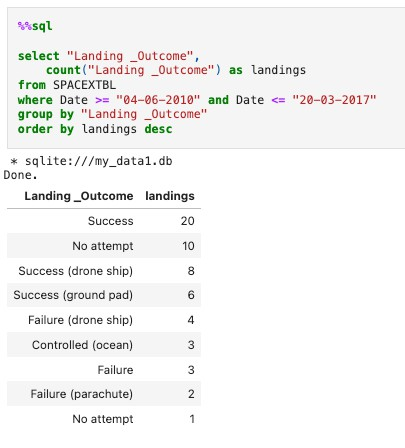 %%sql
select "Landing _Outcome",
    count("Landing _Outcome") as landings
from SPACEXTBL
where Date >= "04-06-2010" and Date <= "20-03-2017"
group by "Landing _Outcome"
order by landings desc
* sqlite:///my_data1.db
Done.
Landing _Outcome landings
Success 20
No attempt 10
Success (drone ship) 8
Success (ground pad) 6
Failure (drone ship) 4
Controlled (ocean) 3
Failure 3
Failure (parachute) 2
No attempt 1